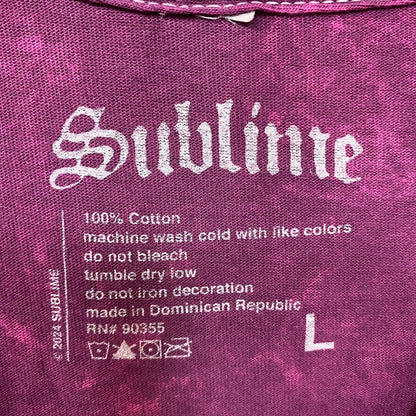 Sublime
100% Cotton
machine wash cold with like colors
do not bleach
tumble dry low
do not iron decoration
made in Dominican Republic
RN# 90355
L
© 2024 SUBLIME